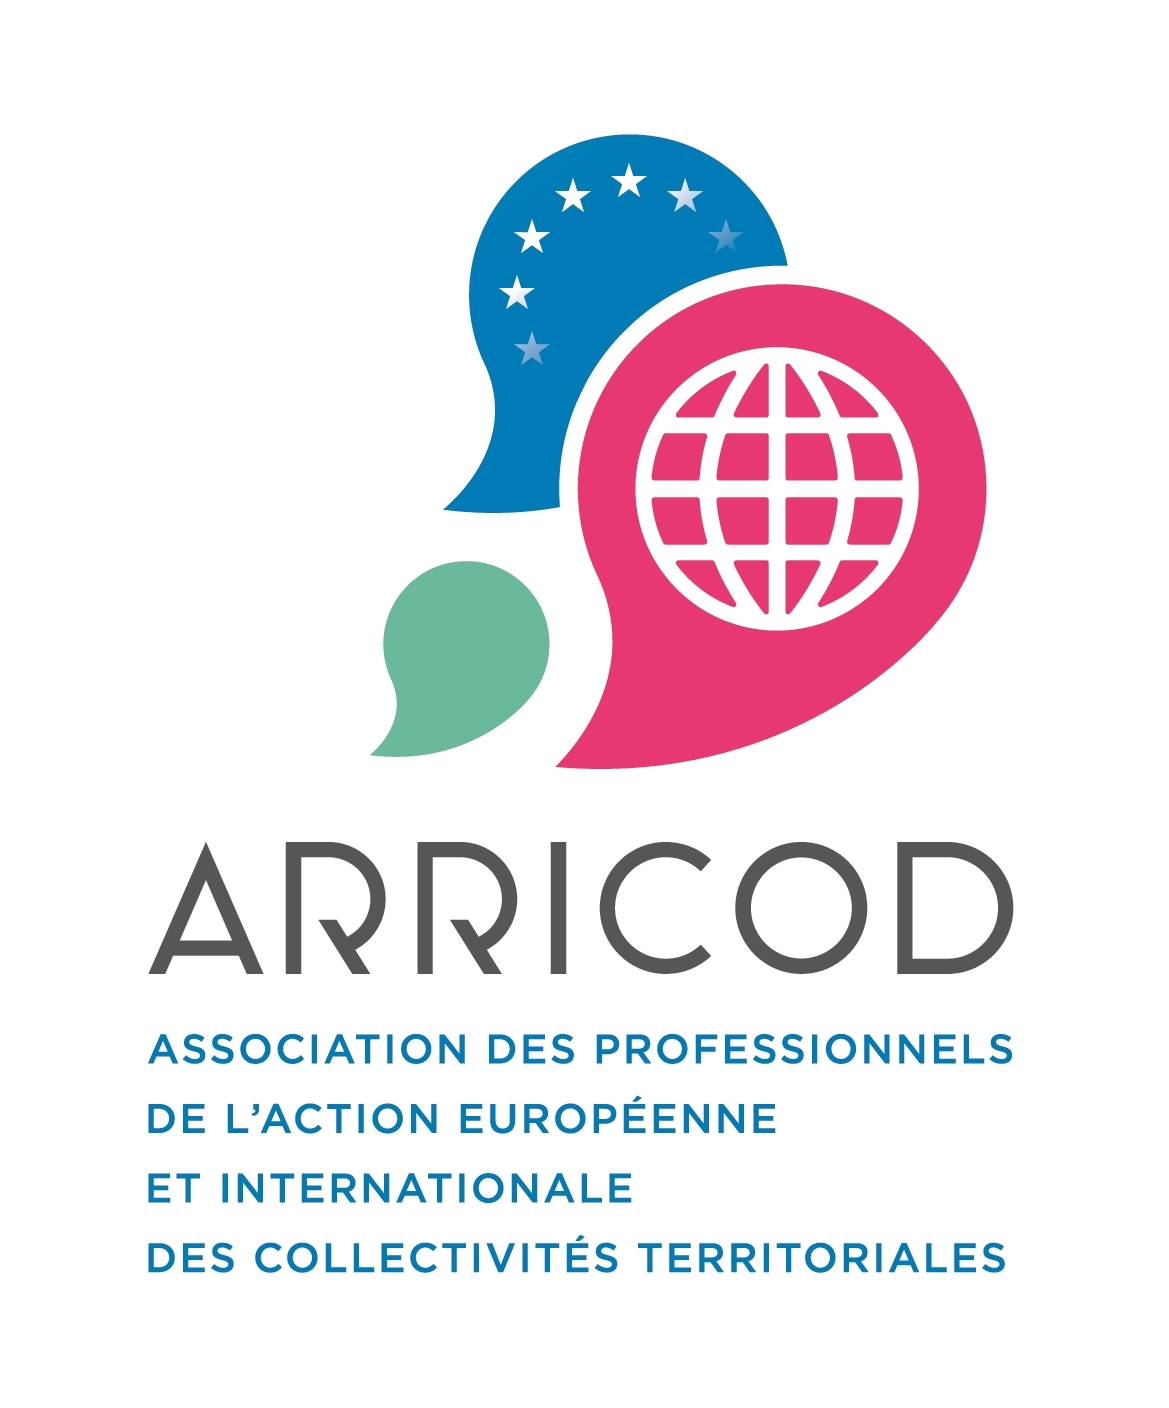 ARRICOD
ASSOCIATION DES PROFESSIONNELS
DE L’ACTION EUROPÉENNE
ET INTERNATIONALE
DES COLLECTIVITÉS TERRITORIALES